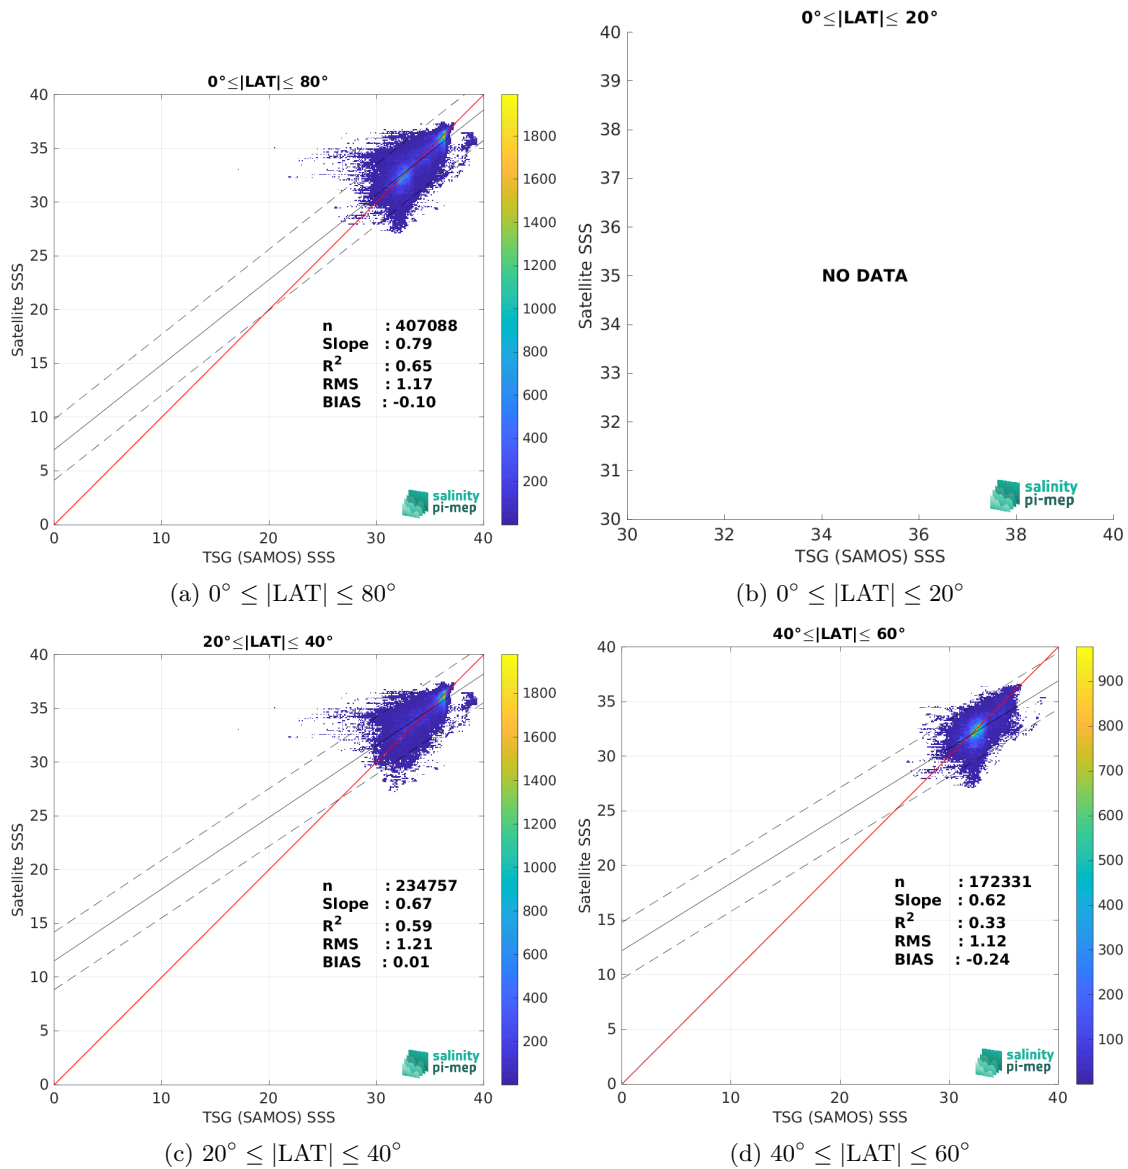 0°≤|LAT|≤ 80°
40
35
30
25
20
15
10
5
0
Satellite SSS
n : 407088
Slope : 0.79
R2 : 0.65
RMS : 1.17
BIAS : -0.10
salinity
pi-mep
0 10 20 30 40
TSG (SAMOS) SSS
1800
1600
1400
1200
1000
800
600
400
200
(a) 0° ≤ |LAT| ≤ 80°
0°≤|LAT|≤ 20°
40
39
38
37
36
35
34
33
32
31
30
Satellite SSS
NO DATA
salinity
pi-mep
30 32 34 36 38 40
TSG (SAMOS) SSS
(b) 0° ≤ |LAT| ≤ 20°
20°≤|LAT|≤ 40°
40
35
30
25
20
15
10
5
0
Satellite SSS
n : 234757
Slope : 0.67
R2 : 0.59
RMS : 1.21
BIAS : 0.01
salinity
pi-mep
0 10 20 30 40
TSG (SAMOS) SSS
1800
1600
1400
1200
1000
800
600
400
200
(c) 20° ≤ |LAT| ≤ 40°
40°≤|LAT|≤ 60°
40
35
30
25
20
15
10
5
0
Satellite SSS
n : 172331
Slope : 0.62
R2 : 0.33
RMS : 1.12
BIAS : -0.24
salinity
pi-mep
0 10 20 30 40
TSG (SAMOS) SSS
900
800
700
600
500
400
300
200
100
(d) 40° ≤ |LAT| ≤ 60°